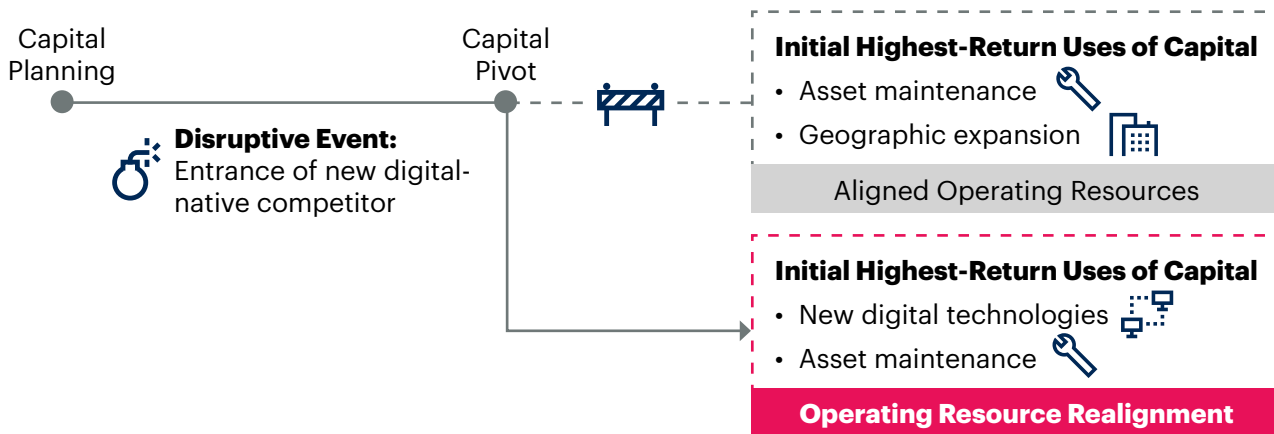 Capital
Planning
Capital
Pivot
Disruptive Event:
Entrance of new digital-
native competitor
Initial Highest-Return Uses of Capital
• Asset maintenance
• Geographic expansion
Aligned Operating Resources
Initial Highest-Return Uses of Capital
• New digital technologies
• Asset maintenance
Operating Resource Realignment